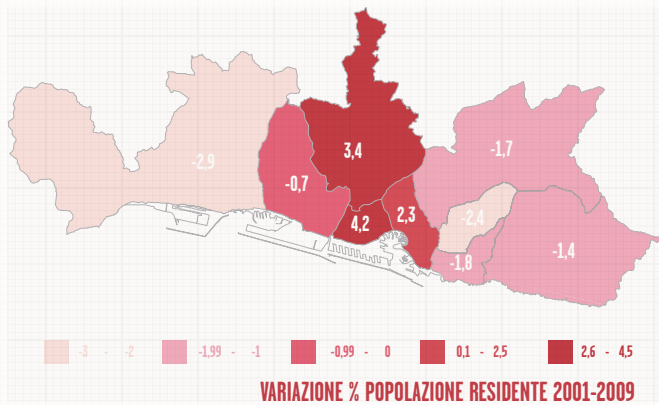 3,4
-1,7
-2,9
-0,7
2,3
4,2
-2,4
-1,4
-1,8
-3 - -2
-1,99 - -1
-0,99 - 0
0,1 - 2,5
2,6 - 4,5
VARIAZIONE % POPOLAZIONE RESIDENTE 2001-2009